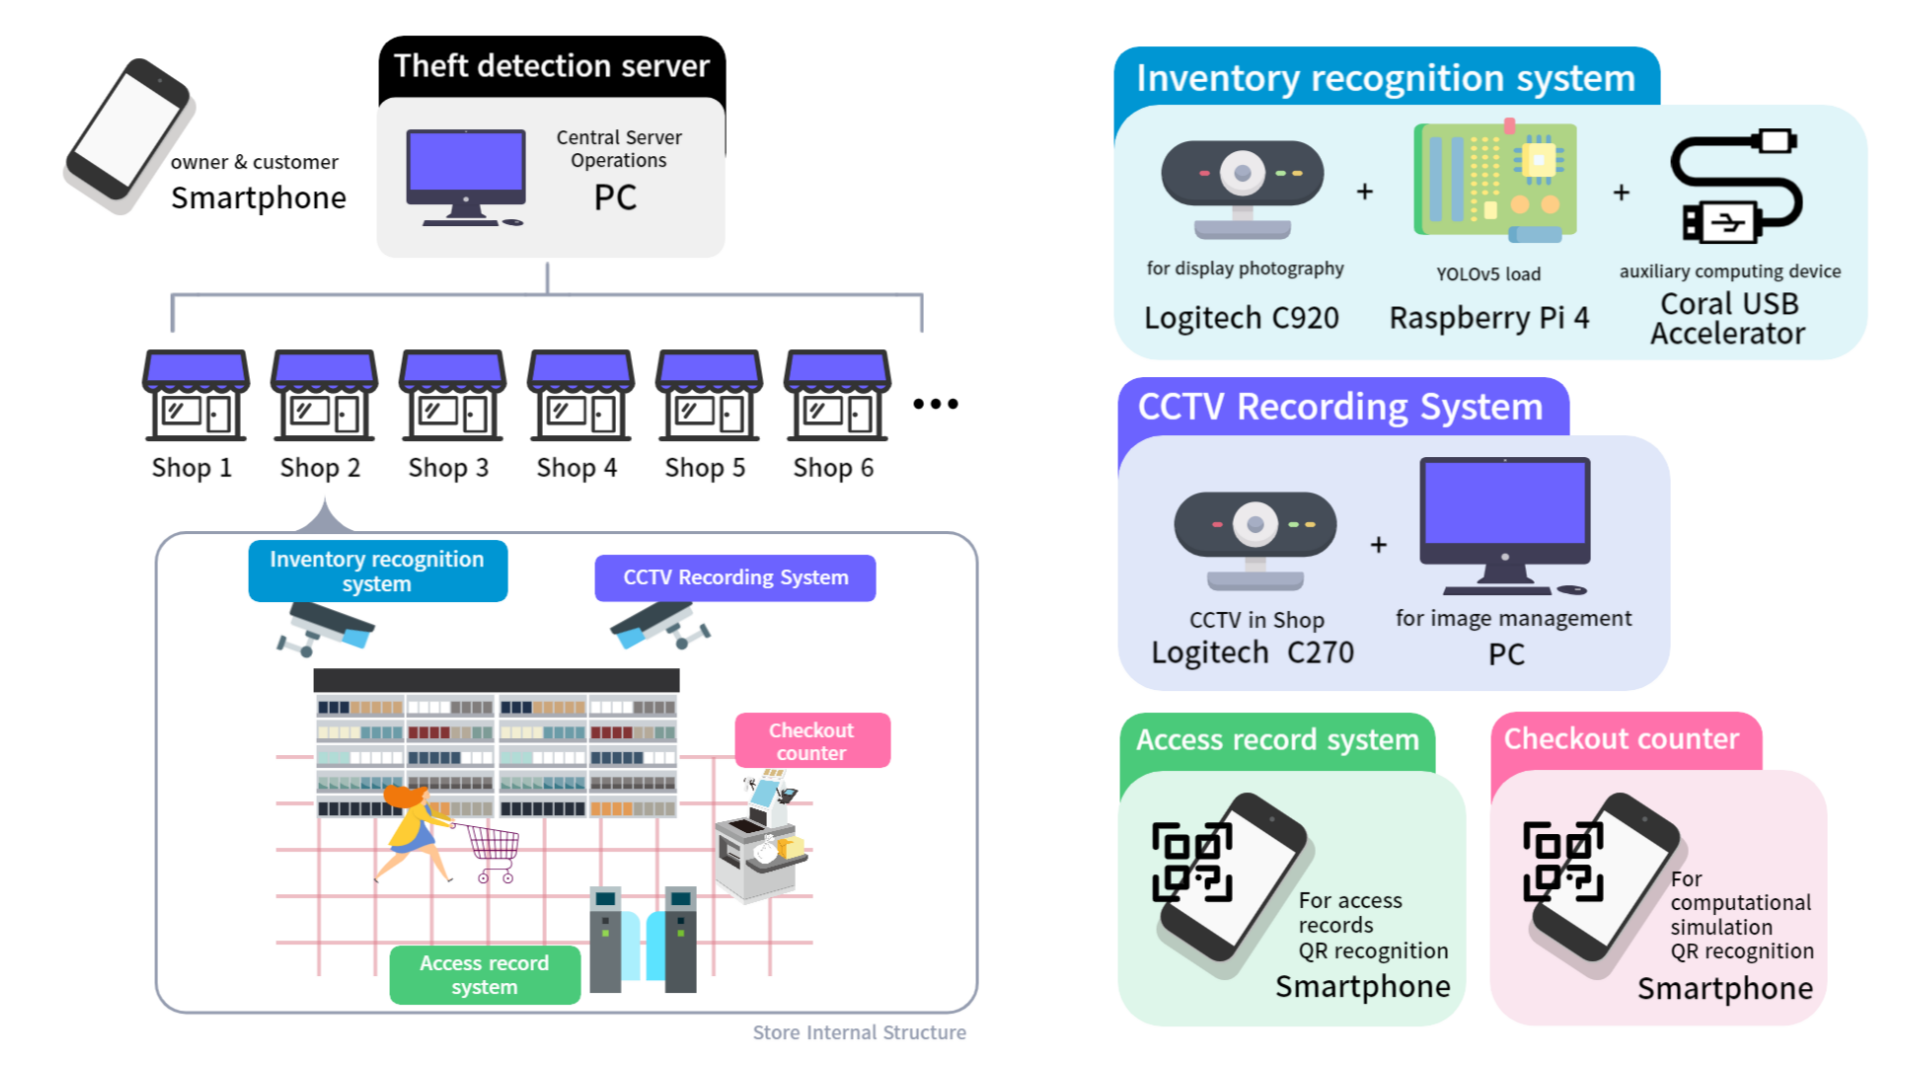 owner & customer
Smartphone
Theft detection server
Central Server
Operations
PC
Shop 1
Shop 2
Shop 3
Shop 4
Shop 5
Shop 6
Inventory recognition
system
CCTV Recording System
Checkout
counter
Access record
system
Store Internal Structure
Inventory recognition system
for display photography
Logitech C920
+
YOLOv5 load
Raspberry Pi 4
+
auxiliary computing device
Coral USB
Accelerator
CCTV Recording System
CCTV in Shop
Logitech C270
+
for image management
PC
Access record system
For access
records
QR recognition
Smartphone
Checkout counter
For
computational
simulation
QR recognition
Smartphone